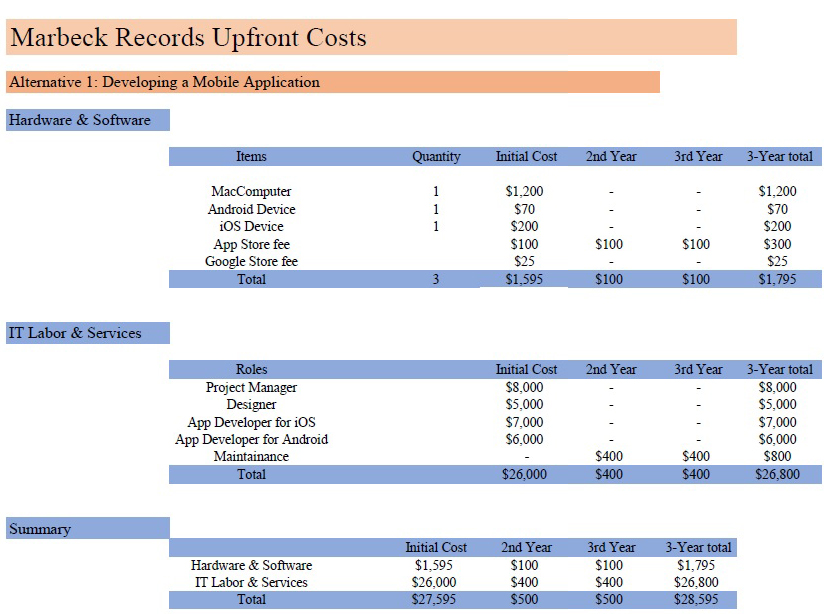 Marbeck Records Upfront Costs
Alternative 1: Developing a Mobile Application
Hardware & Software
Items Quantity Initial Cost 2nd Year 3rd Year 3-Year total
MacComputer 1 $1,200 - - $1,200
Android Device 1 $70 - - $70
iOS Device 1 $200 - - $200
App Store fee $100 $100 $100 $300
Google Store fee $25 - - $25
Total 3 $1,595 $100 $100 $1,795
IT Labor & Services
Roles Initial Cost 2nd Year 3rd Year 3-Year total
Project Manager $8,000 - - $8,000
Designer $5,000 - - $5,000
App Developer for iOS $7,000 - - $7,000
App Developer for Android $6,000 - - $6,000
Maintainance - $400 $400 $800
Total $26,000 $400 $400 $26,800
Summary
Initial Cost 2nd Year 3rd Year 3-Year total
Hardware & Software $1,595 $100 $100 $1,795
IT Labor & Services $26,000 $400 $400 $26,800
Total $27,595 $500 $500 $28,595